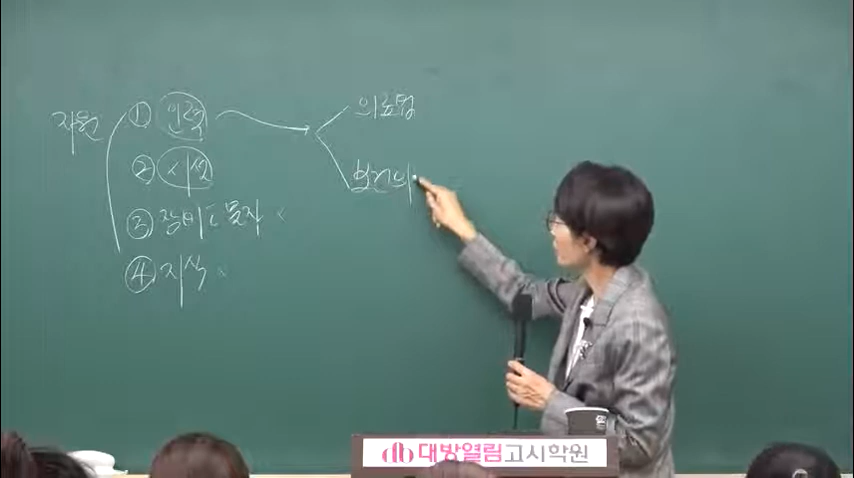 자원 ① 인력 → 의료법
② 시설 보건의
③ 장비 및 물자
④ 지식
대방열림고시학원